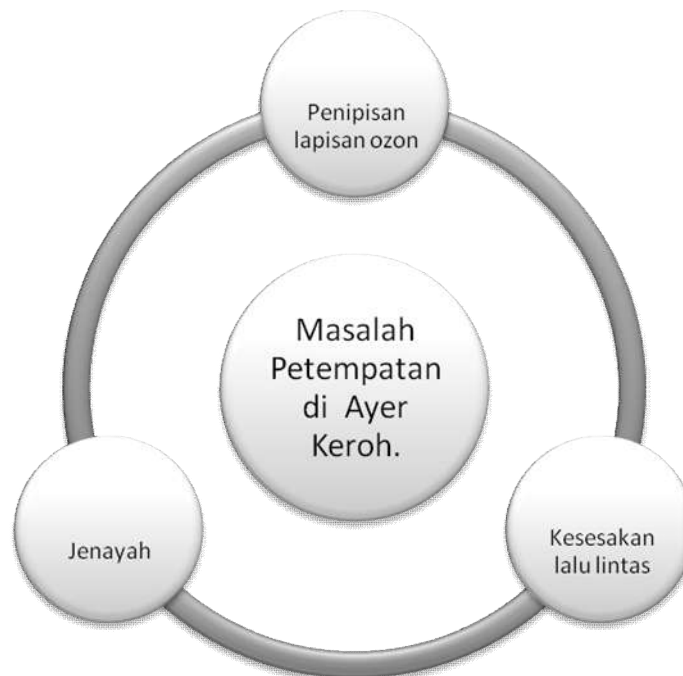 Penipisan
lapisan ozon
Masalah
Petempatan
di Ayer
Keroh.
Jenayah
Kesesakan
lalu lintas